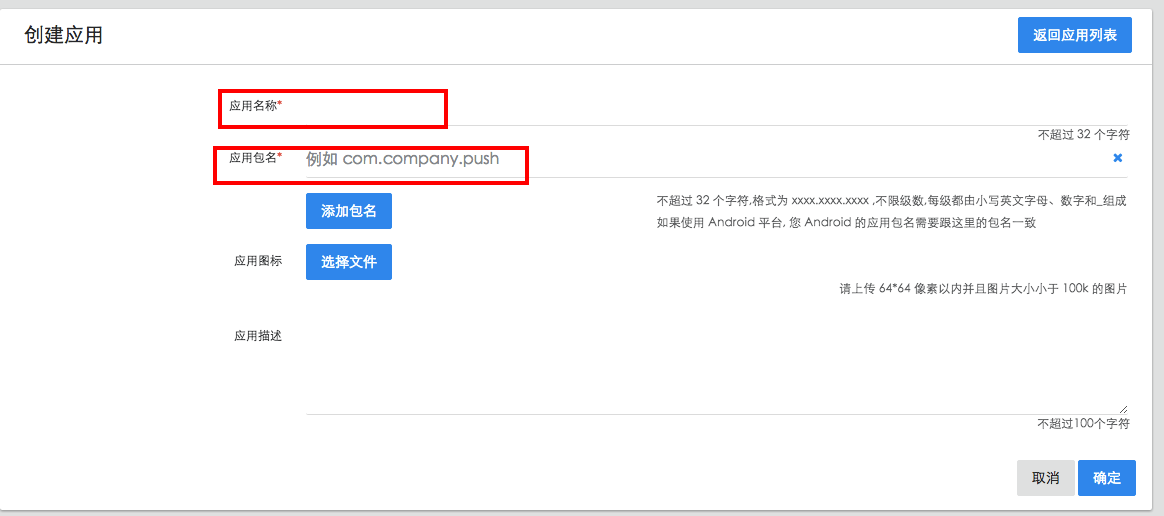 创建应用
返回应用列表
应用名称*
不超过 32 个字符
应用包名*
例如 com.company.push
添加包名
不超过 32 个字符,格式为 xxxx.xxxx.xxxx ,不限级数,每级都由小写英文字母、数字和_组成
如果使用 Android 平台, 您 Android 的应用包名需要跟这里的包名一致
应用图标
选择文件
请上传 64*64 像素以内并且图片大小小于 100k 的图片
应用描述
不超过100个字符
取消
确定